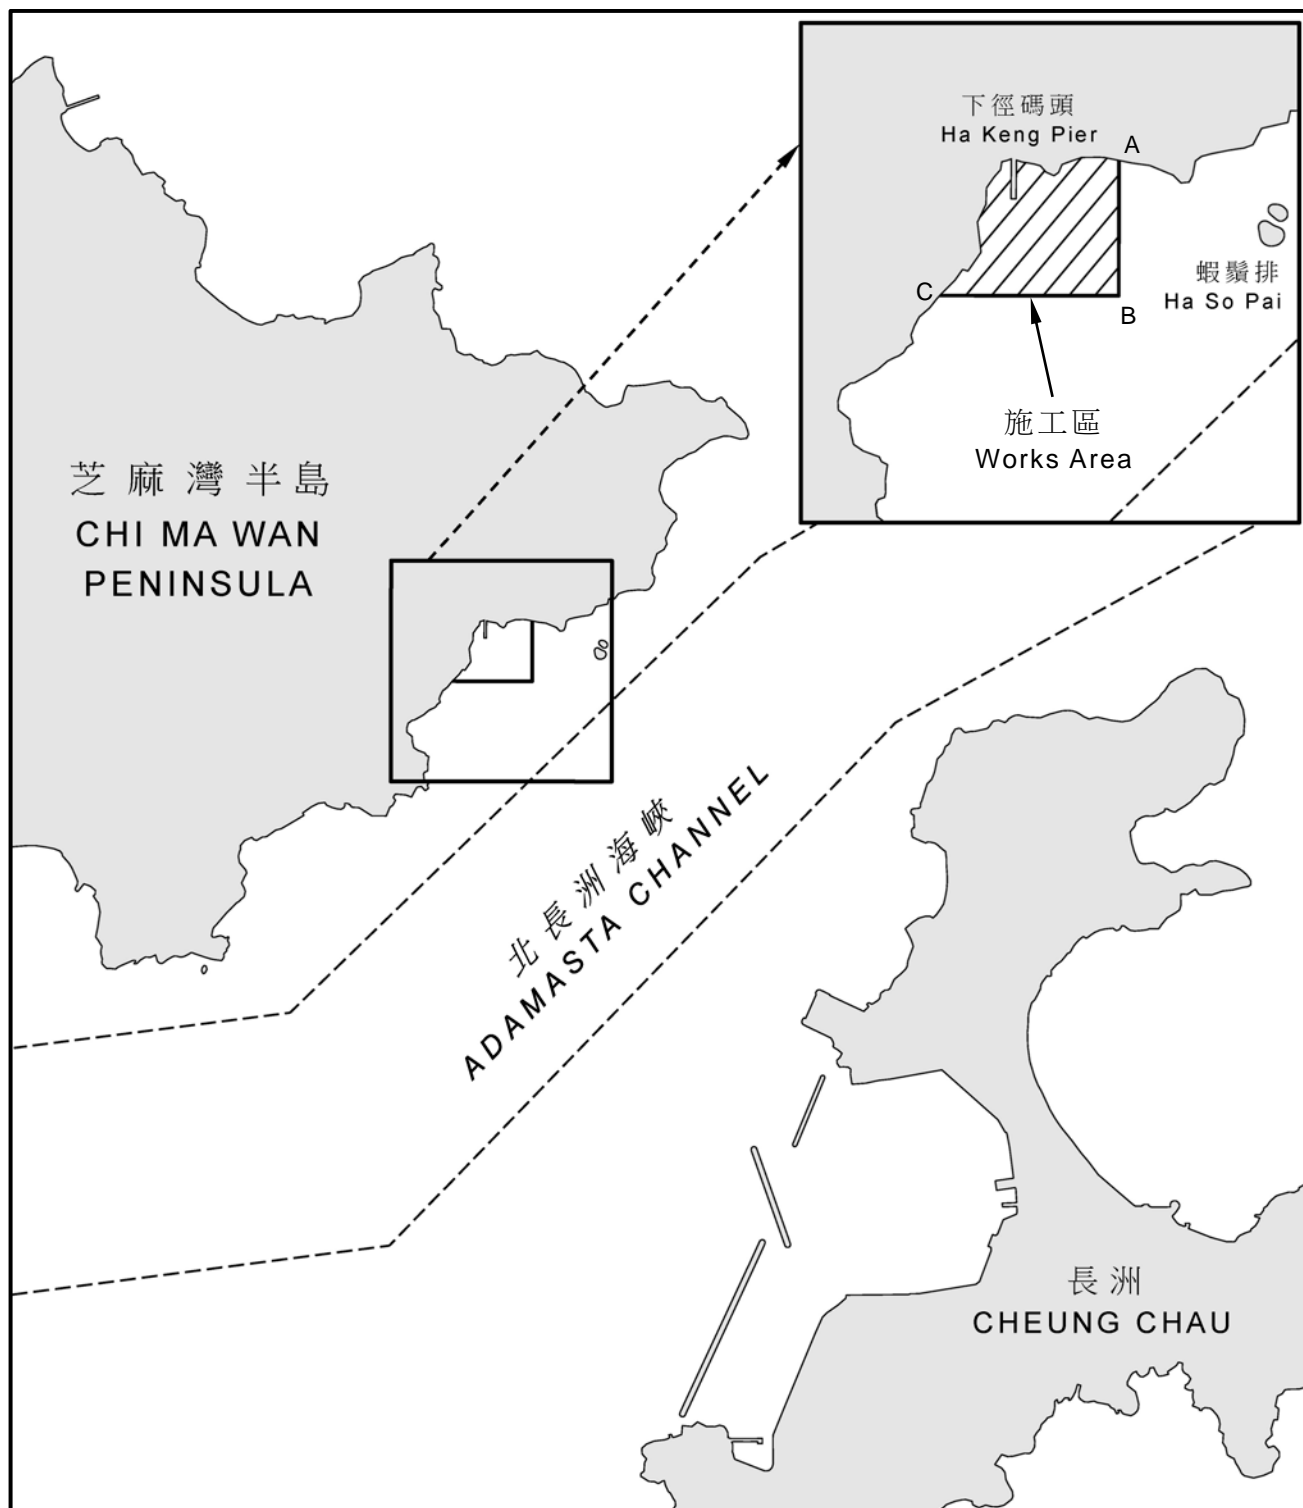 下徑碼頭
Ha Keng Pier
A
蝦鬚排
Ha So Pai
C
B
施工區
Works Area
芝麻灣半島
CHI MA WAN
PENINSULA
北長洲海峽
ADAMASTA CHANNEL
長洲
CHEUNG CHAU